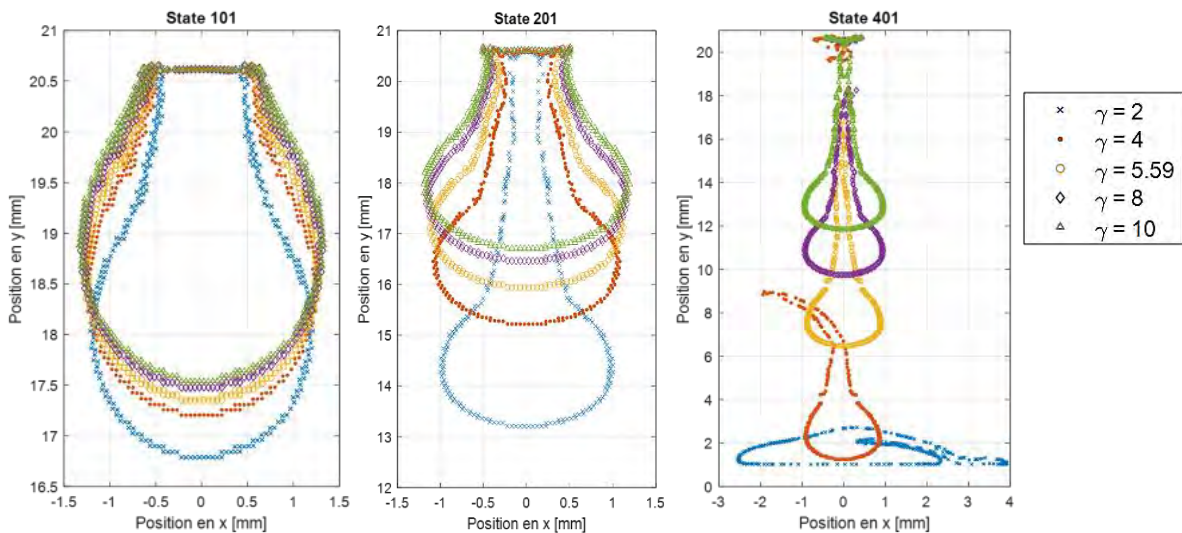 State 101
State 201
State 401
Position en y [mm]
21
20.5
20
19.5
19
18.5
18
17.5
17
16.5
-1.5 -1 -0.5 0 0.5 1 1.5
Position en x [mm]
Position en y [mm]
21
20
19
18
17
16
15
14
13
12
-1.5 -1 -0.5 0 0.5 1 1.5
Position en x [mm]
Position en y [mm]
20
18
16
14
12
10
8
6
4
2
0
-3 -2 -1 0 1 2 3 4
Position en x [mm]
γ = 2
γ = 4
γ = 5.59
γ = 8
γ = 10